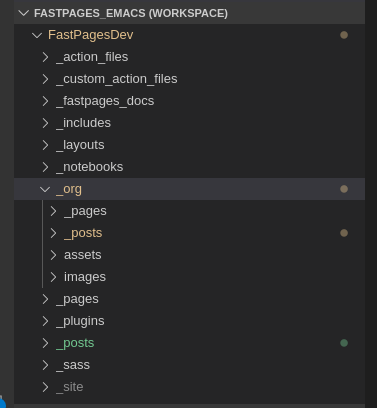 FASTPAGES_EMACS (WORKSPACE)
FastPagesDev
_action_files
_custom_action_files
_fastpages_docs
_includes
_layouts
_notebooks
_org
_pages
_posts
assets
images
_pages
_plugins
_posts
_sass
_site